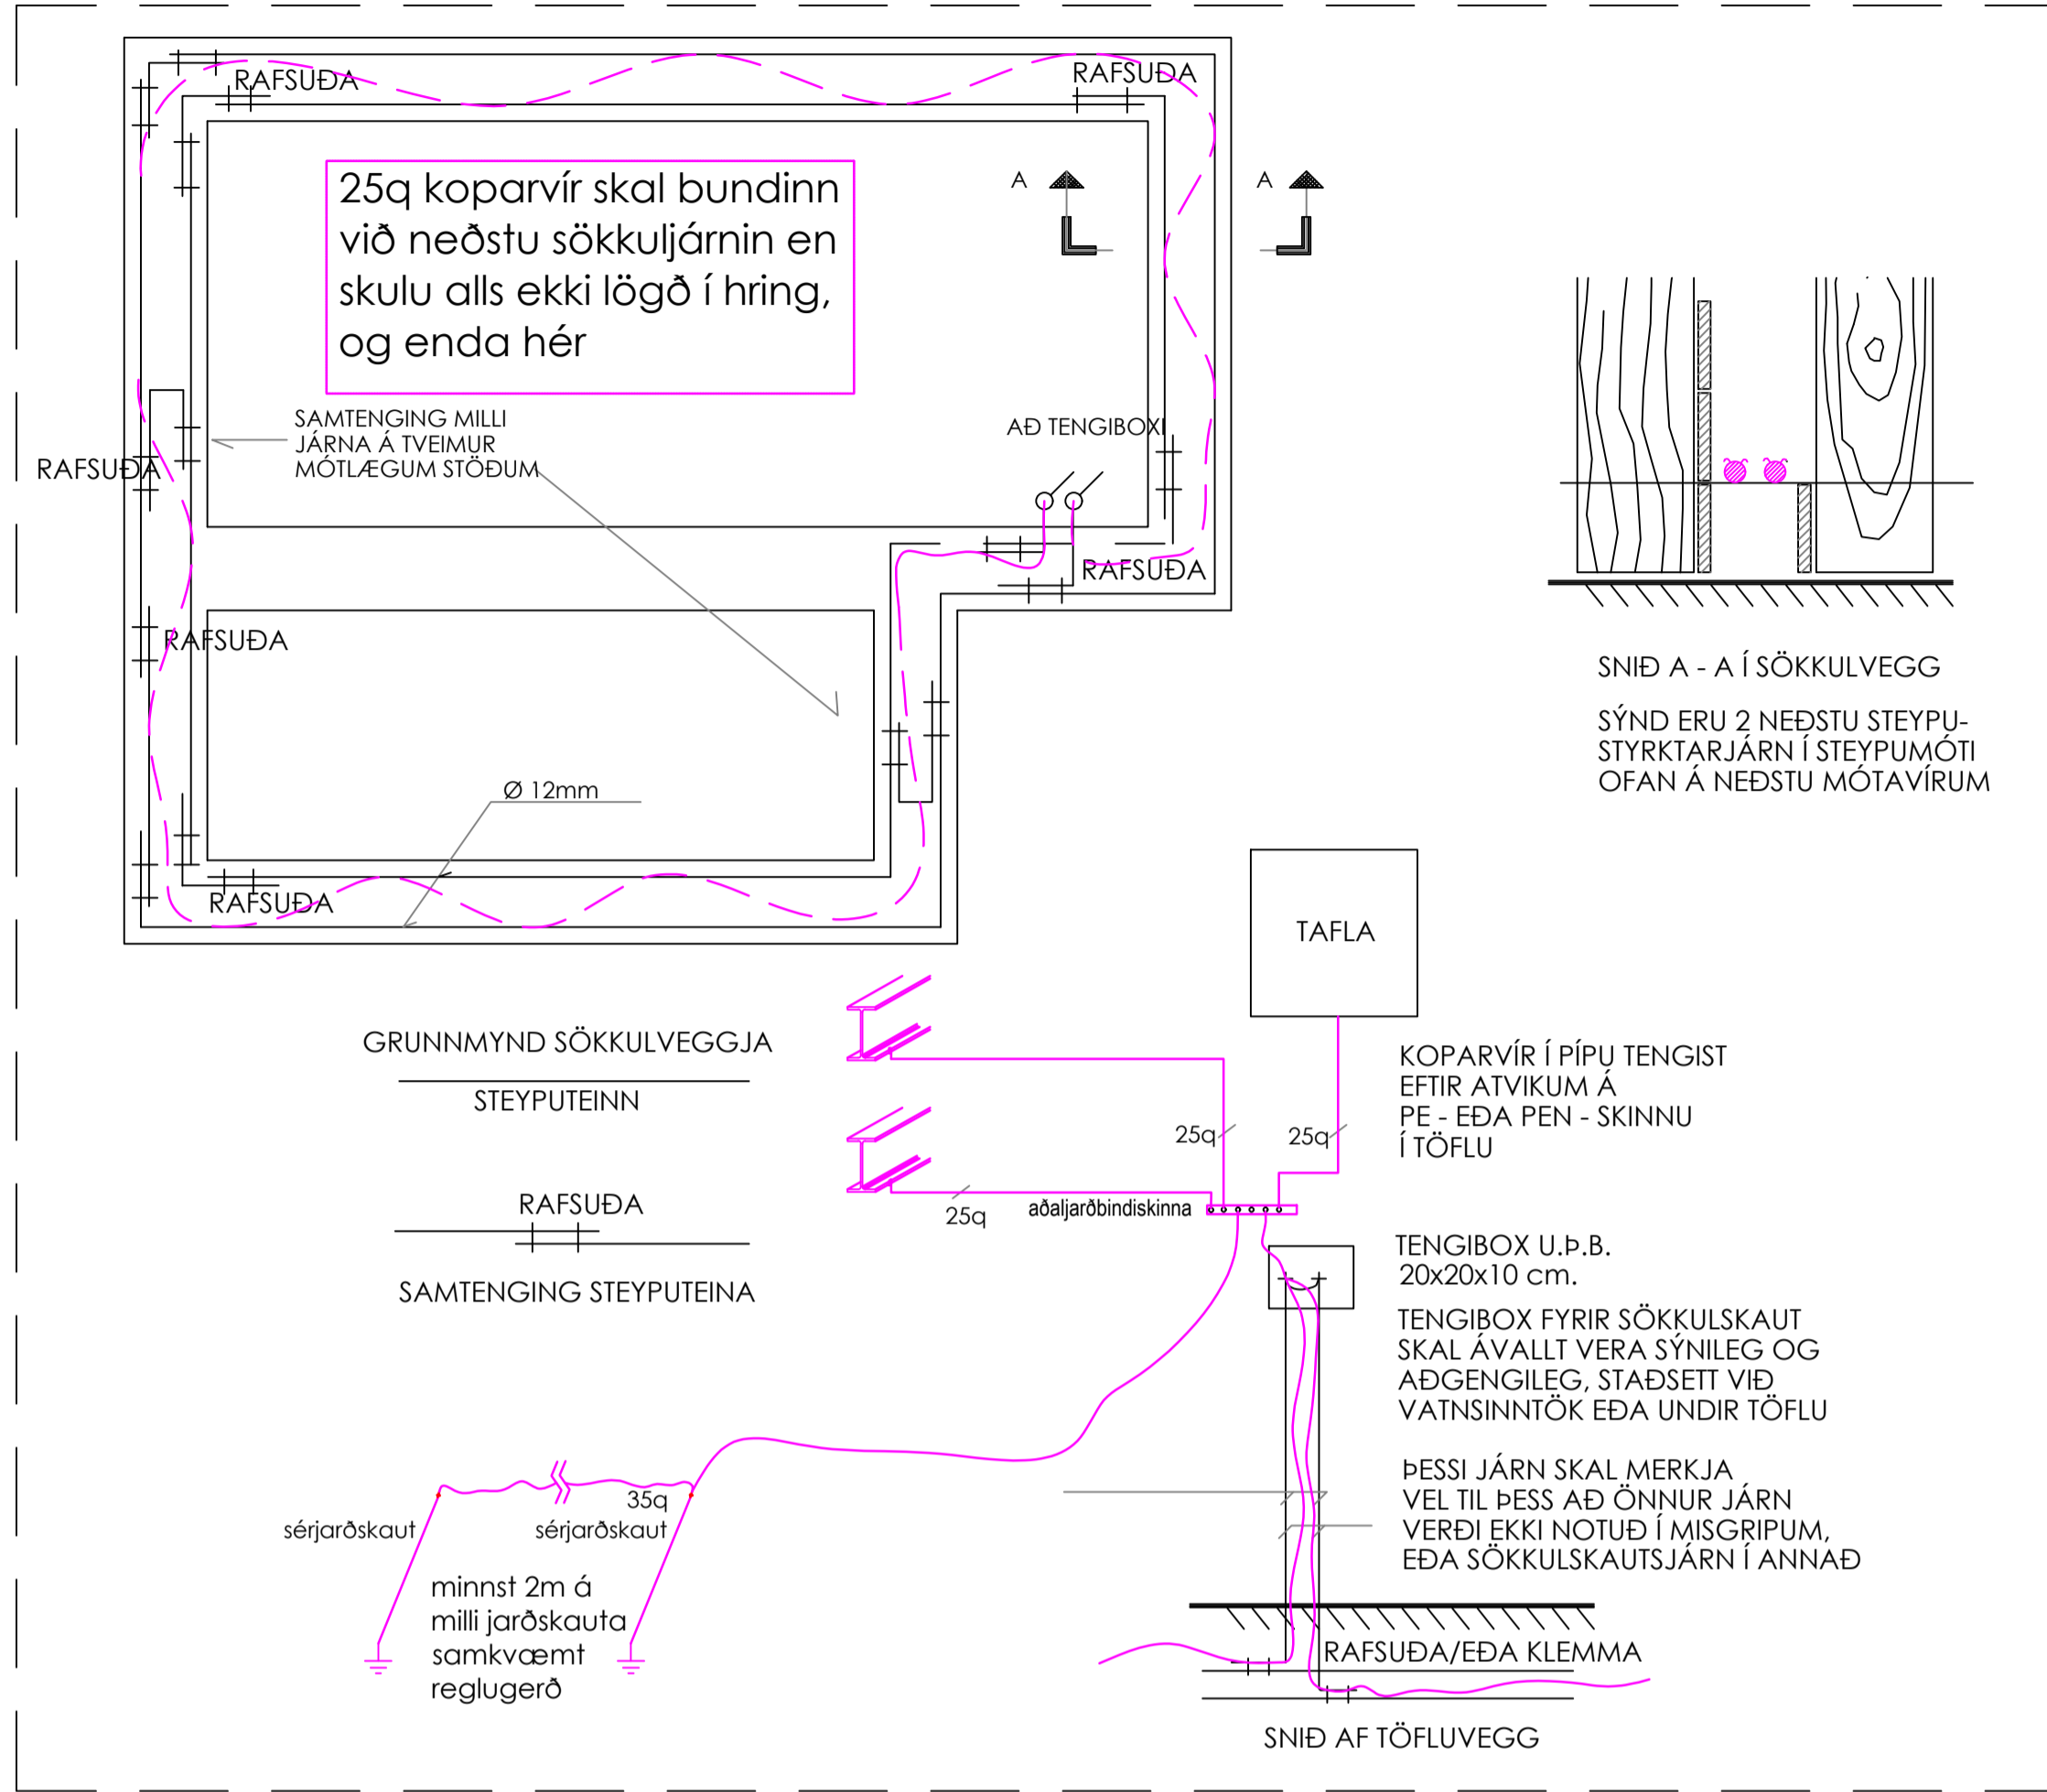 RAFSUÐA
RAFSUÐA
25q koparvír skal bundinn
við neðstu sökkuljárnin en
skulu alls ekki lögð í hring,
og enda hér
A
A
SAMTENGING MILLI
JÁRNA Á TVEIMUR
MÓTLÆGUM STÖÐUM
AÐ TENGIBOXI
RAFSUÐA
RAFSUÐA
RAFSUÐA
Ø 12mm
RAFSUÐA
SNIÐ A - A Í SÖKKULVEGG
SÝND ERU 2 NEÐSTU STEYPU-
STYRKTARJÁRN Í STEYPUMÓTI
OFAN Á NEÐSTU MÓTAVÍRUM
TAFLA
GRUNNMYND SÖKKULVEGGJA
STEYPUTEINN
RAFSUÐA
SAMTENGING STEYPUTEINA
25q
25q
25q
aðaljarðbindiskinna
KOPARVÍR Í PÍPU TENGIST
EFTIR ATVIKUM Á
PE - EÐA PEN - SKINNU
Í TÖFLU
TENGIBOX U.Þ.B.
20x20x10 cm.
TENGIBOX FYRIR SÖKKULSKAUT
SKAL ÁVALLT VERA SÝNILEG OG
AÐGENGILEG, STAÐSETT VIÐ
VATNSINNTÖK EÐA UNDIR TÖFLU
ÞESSI JÁRN SKAL MERKJA
VEL TIL ÞESS AÐ ÖNNUR JÁRN
VERÐI EKKI NOTUÐ Í MISGRIPUM,
EÐA SÖKKULSKAUTSJÁRN Í ANNAÐ
35q
sérjarðskaut
sérjarðskaut
minnst 2m á
milli jarðskauta
samkvæmt
reglugerð
RAFSUÐA/EÐA KLEMMA
SNIÐ AF TÖFLUVEGG